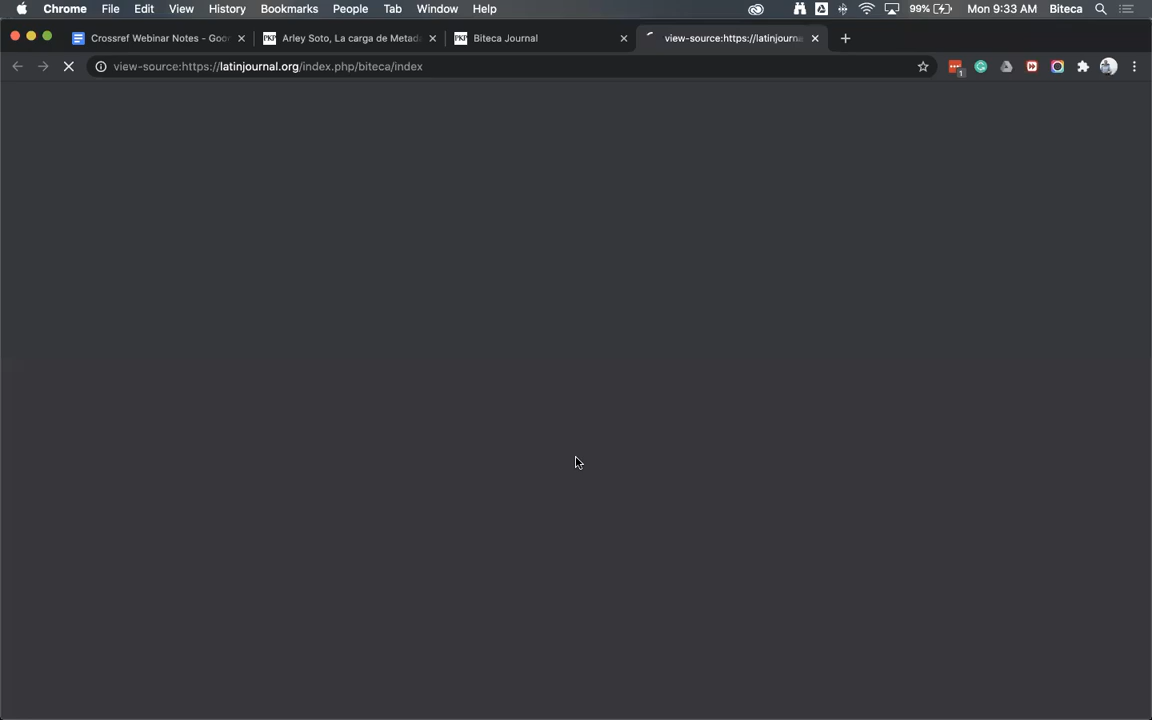 Chrome File Edit View History Bookmarks People Tab Window Help 99% Mon 9:33 AM Biteca
Crossref Webinar Notes - Goo Arley Soto, La carga de Metad Biteca Journal view-source:https://latinjourna
view-source:https://latinjournal.org/index.php/biteca/index 1